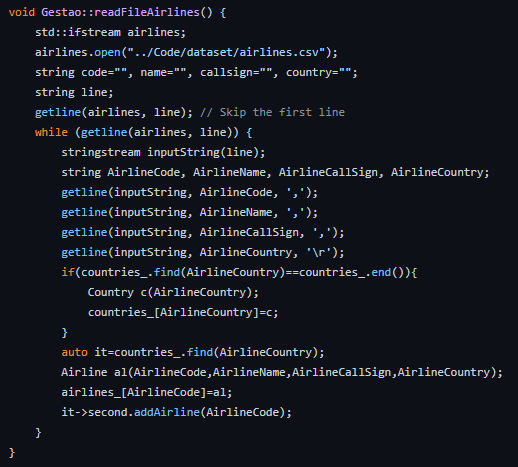 void Gestao::readFileAirlines() {
    std::ifstream airlines;
    airlines.open("../Code/dataset/airlines.csv");
    string code="", name="", callsign="", country="";
    string line;
    getline(airlines, line); // Skip the first line
    while (getline(airlines, line)) {
        stringstream inputString(line);
        string AirlineCode, AirlineName, AirlineCallSign, AirlineCountry;
        getline(inputString, AirlineCode, ',');
        getline(inputString, AirlineName, ',');
        getline(inputString, AirlineCallSign, ',');
        getline(inputString, AirlineCountry, '\r');
        if(countries_.find(AirlineCountry)==countries_.end()){
            Country c(AirlineCountry);
            countries_[AirlineCountry]=c;
        }
        auto it=countries_.find(AirlineCountry);
        Airline al(AirlineCode,AirlineName,AirlineCallSign,AirlineCountry);
        airlines_[AirlineCode]=al;
        it->second.addAirline(AirlineCode);
    }
}